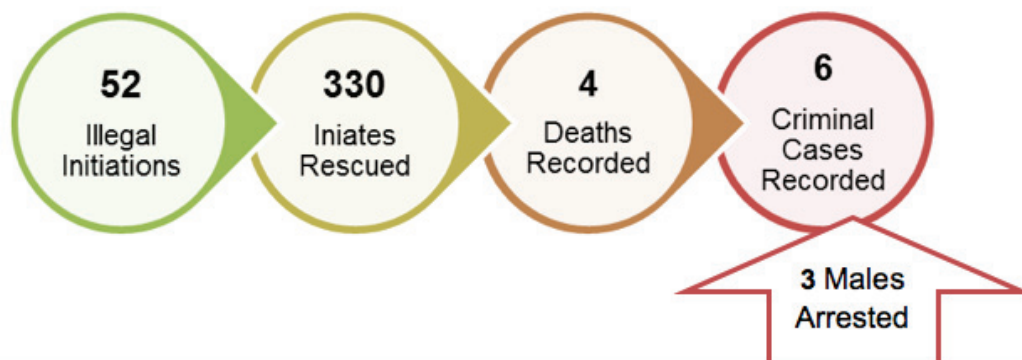 52
Illegal
Initiations
330
Iniates
Rescued
4
Deaths
Recorded
6
Criminal
Cases
Recorded
3 Males
Arrested